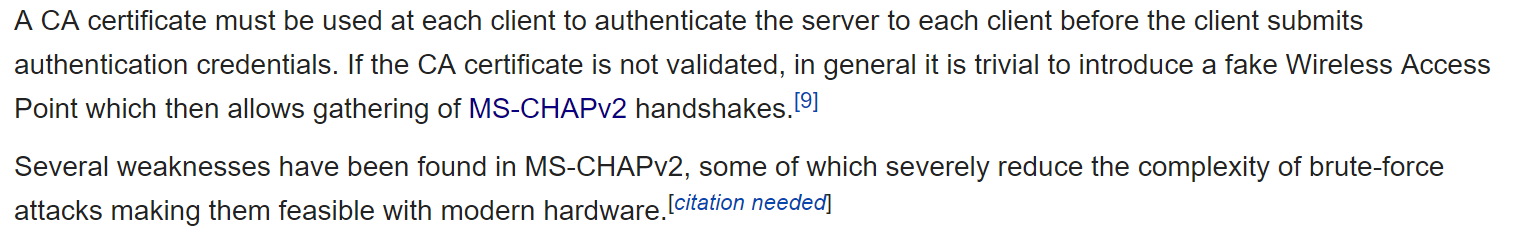 A CA certificate must be used at each client to authenticate the server to each client before the client submits
authentication credentials. If the CA certificate is not validated, in general it is trivial to introduce a fake Wireless Access
Point which then allows gathering of MS-CHAPv2 handshakes.[9]
Several weaknesses have been found in MS-CHAPv2, some of which severely reduce the complexity of brute-force
attacks making them feasible with modern hardware.[citation needed]